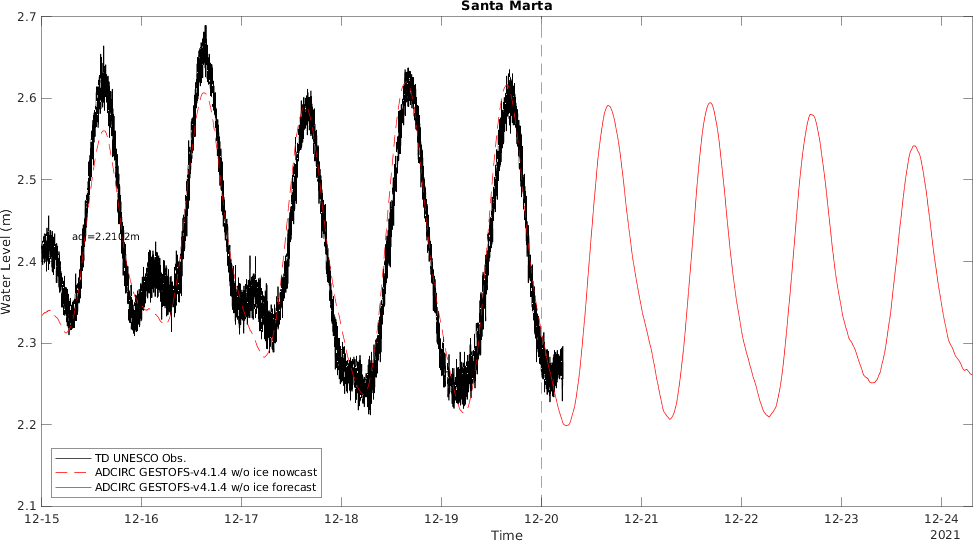 Santa Marta
2.7
2.6
2.5
2.4
2.3
2.2
2.1
Water Level (m)
adj=2.2102m
TD UNESCO Obs.
ADCIRC GESTOFS-v4.1.4 w/o ice nowcast
ADCIRC GESTOFS-v4.1.4 w/o ice forecast
12-15 12-16 12-17 12-18 12-19 12-20 12-21 12-22 12-23 12-24
Time
2021